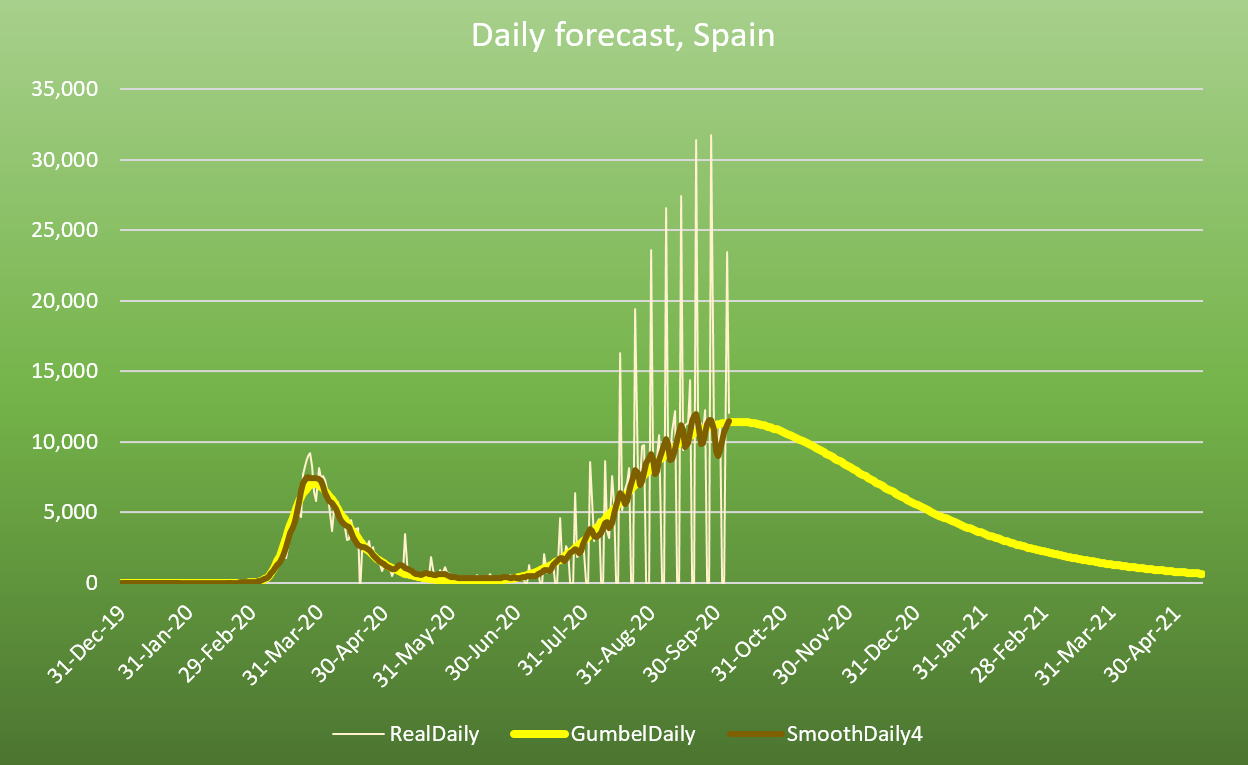 Daily forecast, Spain
35,000
30,000
25,000
20,000
15,000
10,000
5,000
0
31-Dec-19
31-Jan-20
29-Feb-20
31-Mar-20
30-Apr-20
31-May-20
30-Jun-20
31-Jul-20
31-Aug-20
30-Sep-20
31-Oct-20
30-Nov-20
31-Dec-20
31-Jan-21
28-Feb-21
31-Mar-21
30-Apr-21
RealDaily GumbelDaily SmoothDaily4